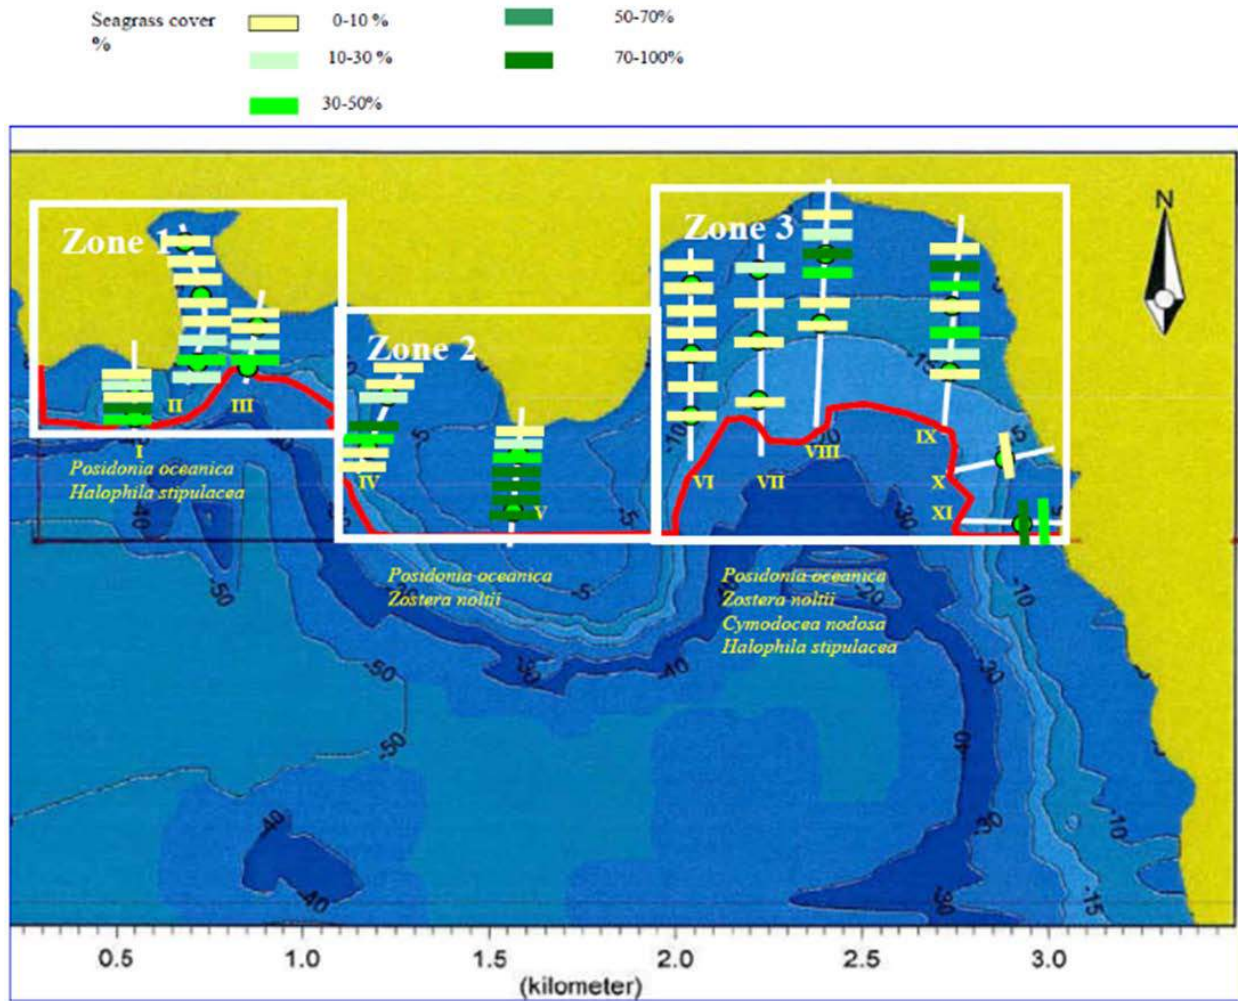 Seagrass cover
%
0-10 %
10-30 %
30-50%
50-70%
70-100%
N
Zone 1
Zone 2
Zone 3
I
II
III
IV
V
VI
VII
VIII
IX
X
XI
Posidonia oceanica
Halophila stipulacea
Posidonia oceanica
Zostera noltii
Posidonia oceanica
Zostera noltii
Cymodocea nodosa
Halophila stipulacea
-5
-5
-5
-10
-15
-20
-30
-40
-50
-50
-50
-40
-40
-40
-30
-30
-30
-10
-10
-15
0.5
1.0
1.5
2.0
2.5
3.0
(kilometer)